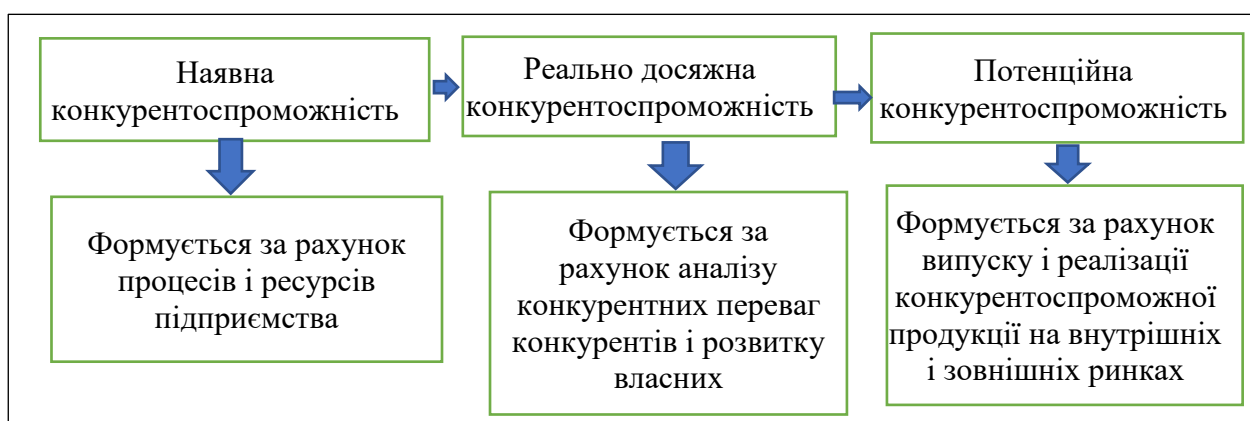 Наявна
конкурентоспроможність
Реально досяжна
конкурентоспроможність
Потенційна
конкурентоспроможність
Формується за рахунок
процесів і ресурсів
підприємства
Формується за
рахунок аналізу
конкурентних переваг
конкурентів і розвитку
власних
Формується за рахунок
випуску і реалізації
конкурентоспроможної
продукції на внутрішніх
і зовнішніх ринках